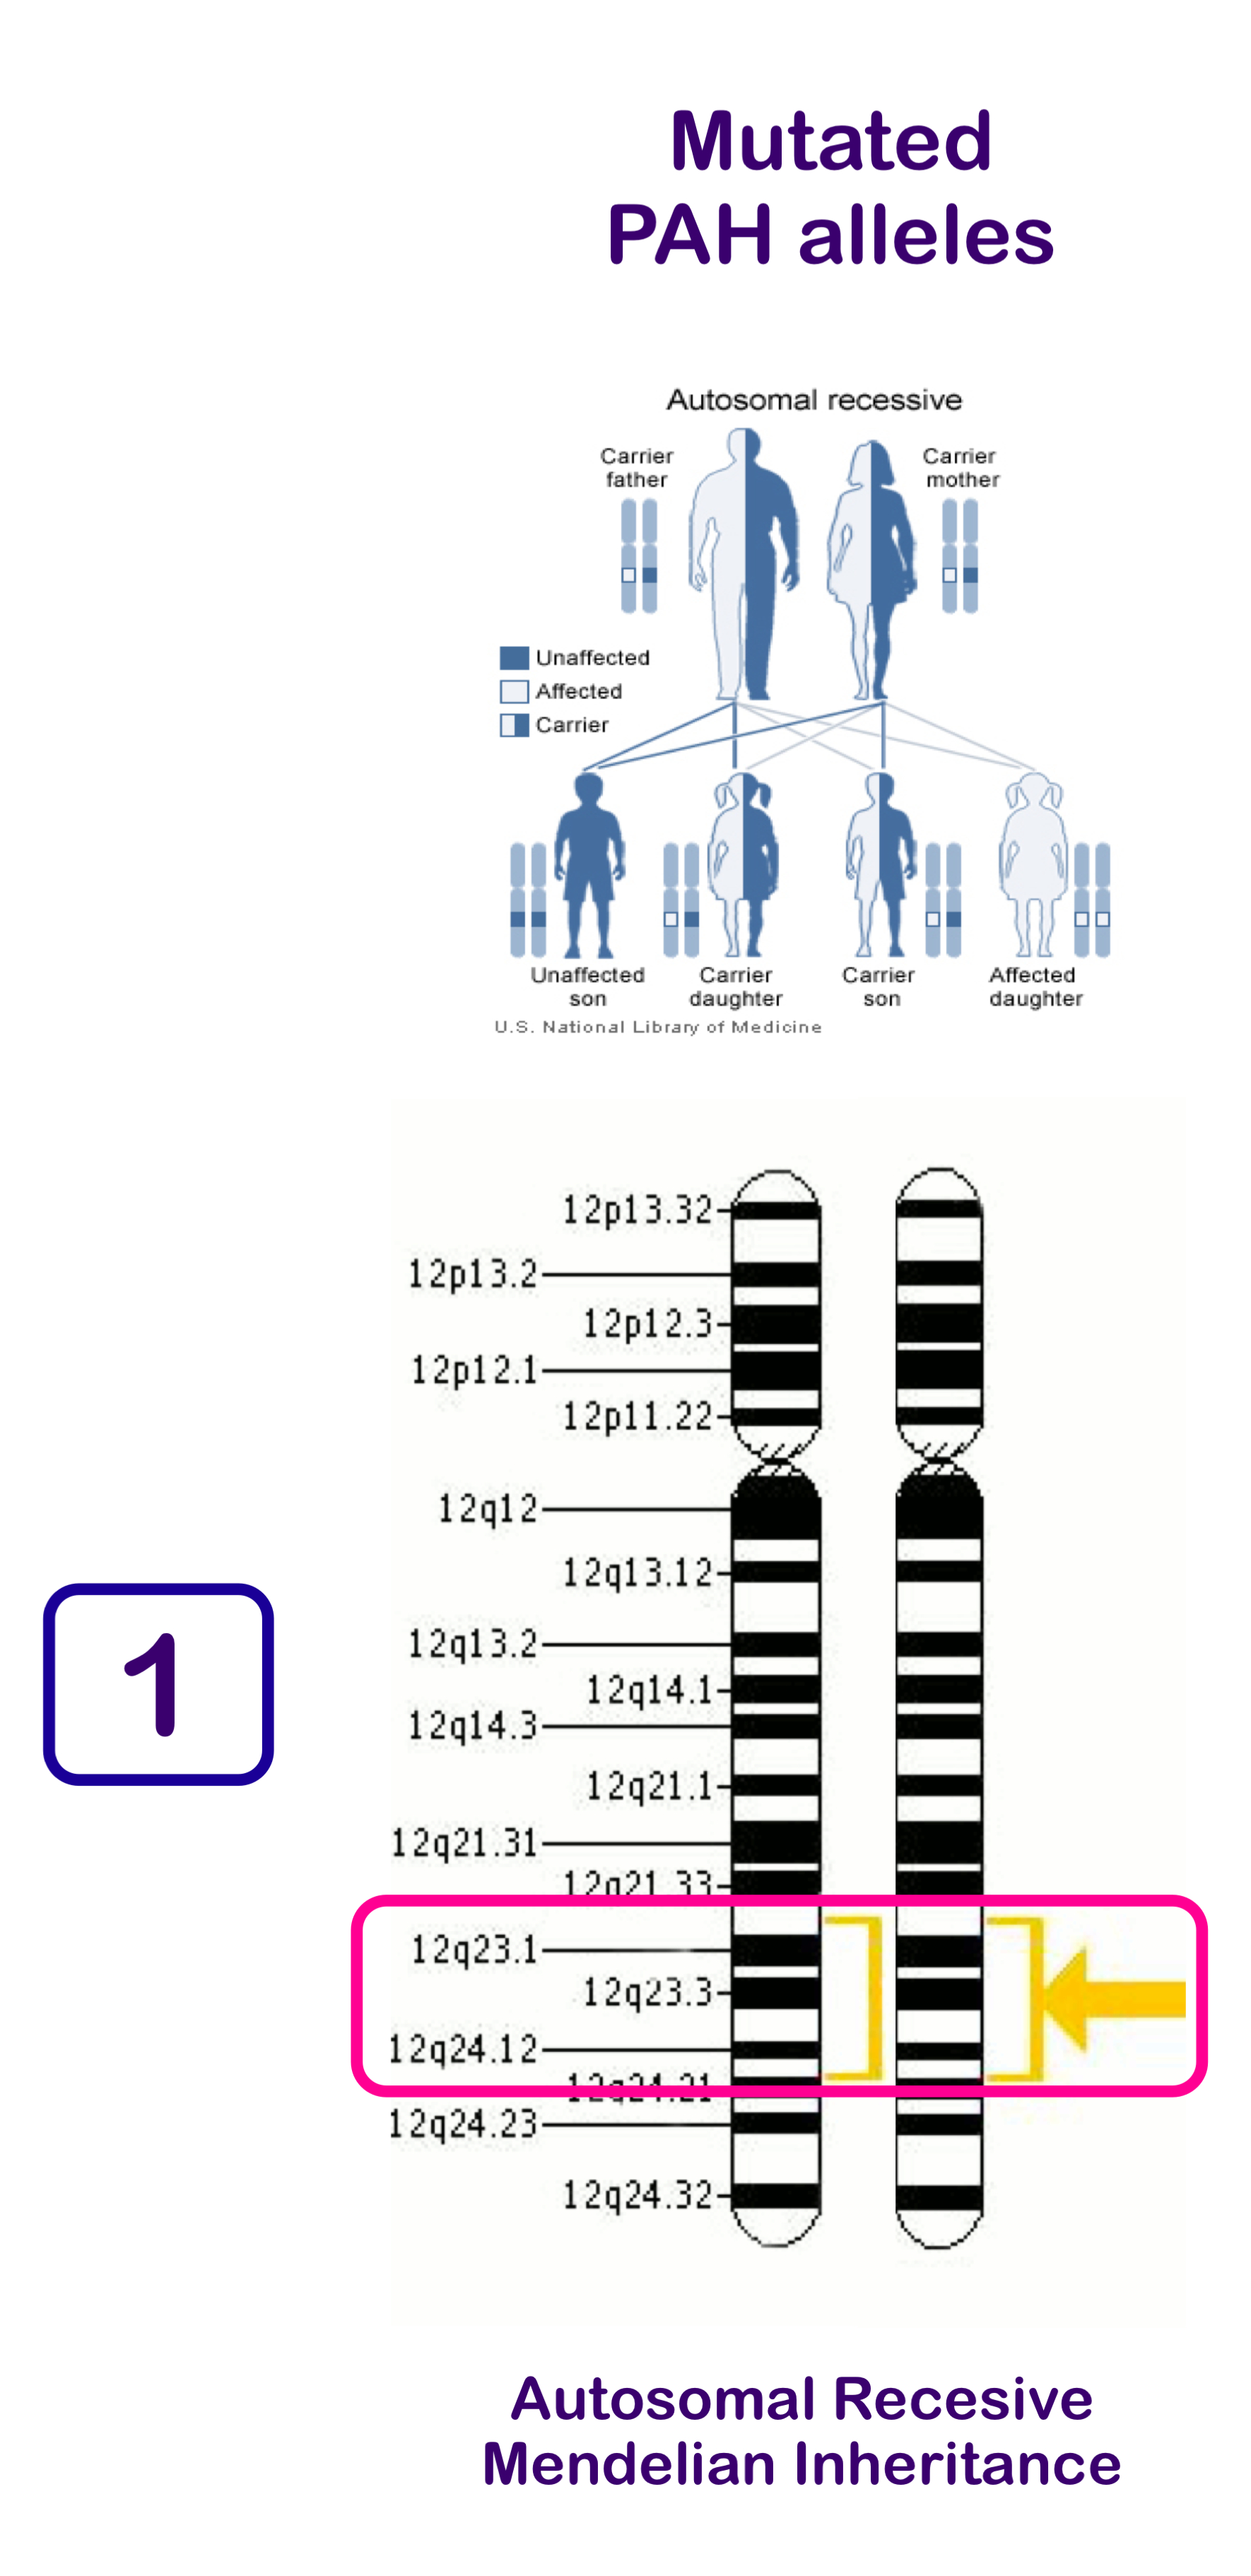 Mutated
PAH alleles
Autosomal recessive
Carrier
father
Carrier
mother
Unaffected
Affected
Carrier
Unaffected
son
Carrier
daughter
Carrier
son
Affected
daughter
U.S. National Library of Medicine
12p13.32
12p13.2
12p12.3
12p12.1
12p11.22
12q12
12q13.12
12q13.2
12q14.1
12q14.3
12q21.1
12q21.31
12q21.33
1
12q23.1
12q23.3
12q24.12
12q24.21
12q24.23
12q24.32
Autosomal Recesive
Mendelian Inheritance